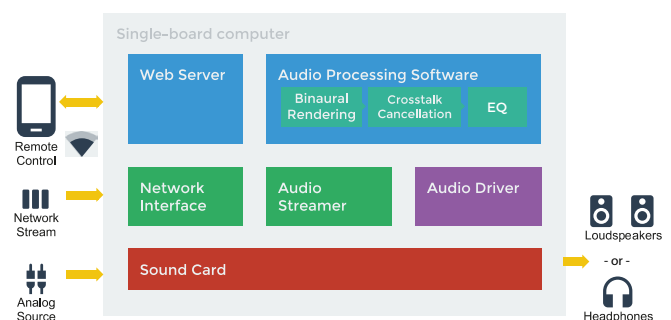 Single-board computer
Web Server
Audio Processing Software
Binaural
Rendering
Crosstalk
Cancellation
EQ
Remote
Control
Network
Interface
Audio
Streamer
Audio Driver
Network
Stream
Loudspeakers
- or -
Sound Card
Analog
Source
Headphones